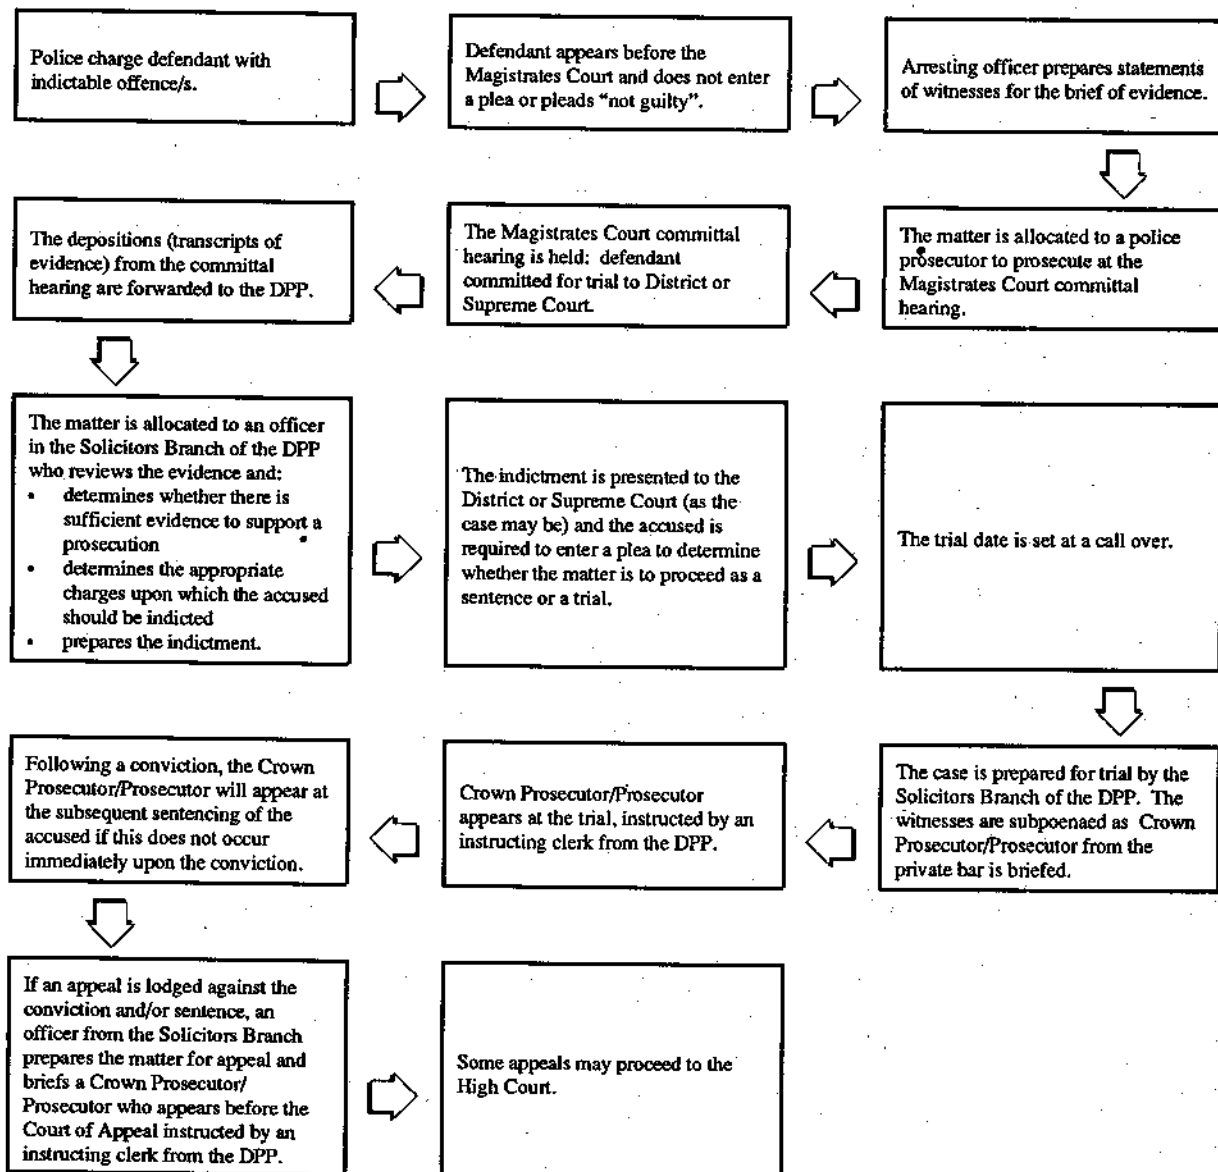 Police charge defendant with
indictable offence/s.
Defendant appears before the
Magistrates Court and does not enter
a plea or pleads “not guilty”.
Arresting officer prepares statements
of witnesses for the brief of evidence.
The matter is allocated to a police
prosecutor to prosecute at the
Magistrates Court committal
hearing.
The Magistrates Court committal
hearing is held: defendant
committed for trial to District or
Supreme Court.
The depositions (transcripts of
evidence) from the committal
hearing are forwarded to the DPP.
The matter is allocated to an officer
in the Solicitors Branch of the DPP
who reviews the evidence and:
• determines whether there is
sufficient evidence to support a
prosecution
• determines the appropriate
charges upon which the accused
should be indicted
• prepares the indictment.
The indictment is presented to the
District or Supreme Court (as the
case may be) and the accused is
required to enter a plea to determine
whether the matter is to proceed as a
sentence or a trial.
The trial date is set at a call over.
The case is prepared for trial by the
Solicitors Branch of the DPP. The
witnesses are subpoenaed as Crown
Prosecutor/Prosecutor from the
private bar is briefed.
Crown Prosecutor/Prosecutor
appears at the trial, instructed by an
instructing clerk from the DPP.
Following a conviction, the Crown
Prosecutor/Prosecutor will appear at
the subsequent sentencing of the
accused if this does not occur
immediately upon the conviction.
If an appeal is lodged against the
conviction and/or sentence, an
officer from the Solicitors Branch
prepares the matter for appeal and
briefs a Crown Prosecutor/
Prosecutor who appears before the
Court of Appeal instructed by an
instructing clerk from the DPP.
Some appeals may proceed to the
High Court.